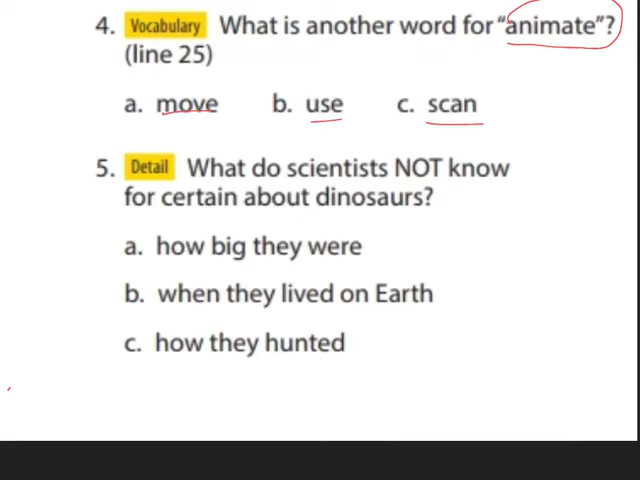 4. Vocabulary What is another word for "animate"?
(line 25)
a. move b. use c. scan
5. Detail What do scientists NOT know
for certain about dinosaurs?
a. how big they were
b. when they lived on Earth
c. how they hunted